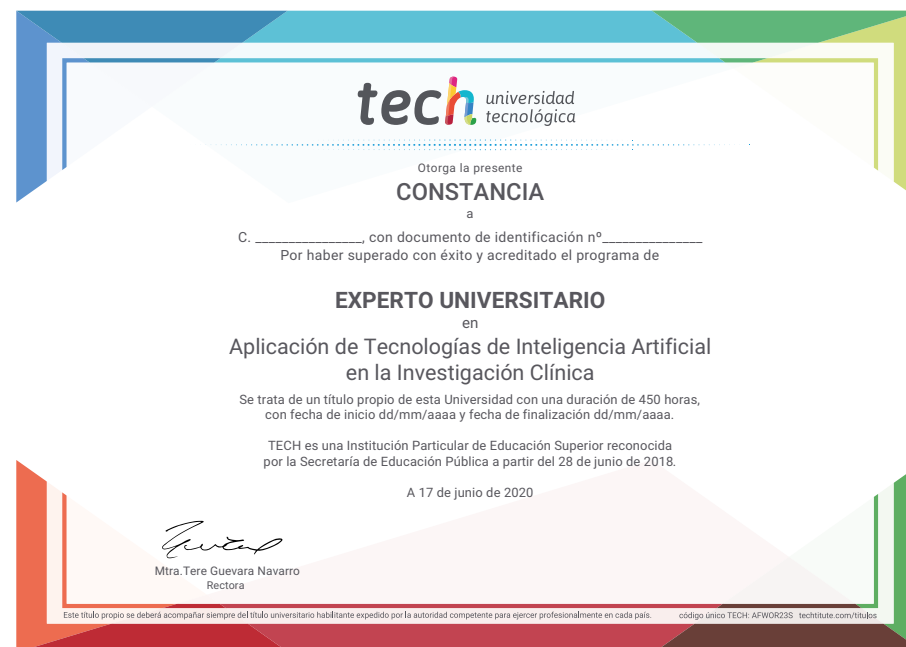 tech universidad
tecnológica
Otorga la presente
CONSTANCIA
a
C. ________________, con documento de identificación nº_______________
Por haber superado con éxito y acreditado el programa de
EXPERTO UNIVERSITARIO
en
Aplicación de Tecnologías de Inteligencia Artificial
en la Investigación Clínica
Se trata de un título propio de esta Universidad con una duración de 450 horas,
con fecha de inicio dd/mm/aaaa y fecha de finalización dd/mm/aaaa.
TECH es una Institución Particular de Educación Superior reconocida
por la Secretaría de Educación Pública a partir del 28 de junio de 2018.
A 17 de junio de 2020
Mtra.Tere Guevara Navarro
Rectora
Este título propio se deberá acompañar siempre del título universitario habilitante expedido por la autoridad competente para ejercer profesionalmente en cada país. código único TECH: AFWOR23S techtitute.com/titulos